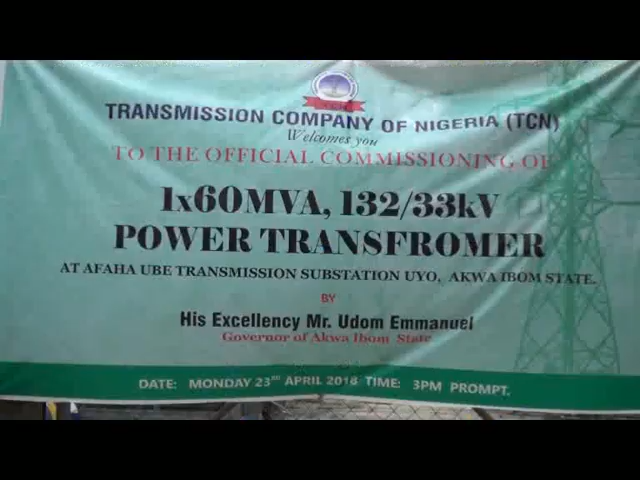 TCN
TRANSMISSION COMPANY OF NIGERIA (TCN)
Welcomes you
TO THE OFFICIAL COMMISSIONING OF
1x60MVA, 132/33kV
POWER TRANSFROMER
AT AFAHA UBE TRANSMISSION SUBSTATION UYO, AKWA IBOM STATE.
BY
His Excellency Mr. Udom Emmanuel
Governor of Akwa Ibom State
DATE: MONDAY 23RD APRIL 2018 TIME: 3PM PROMPT.